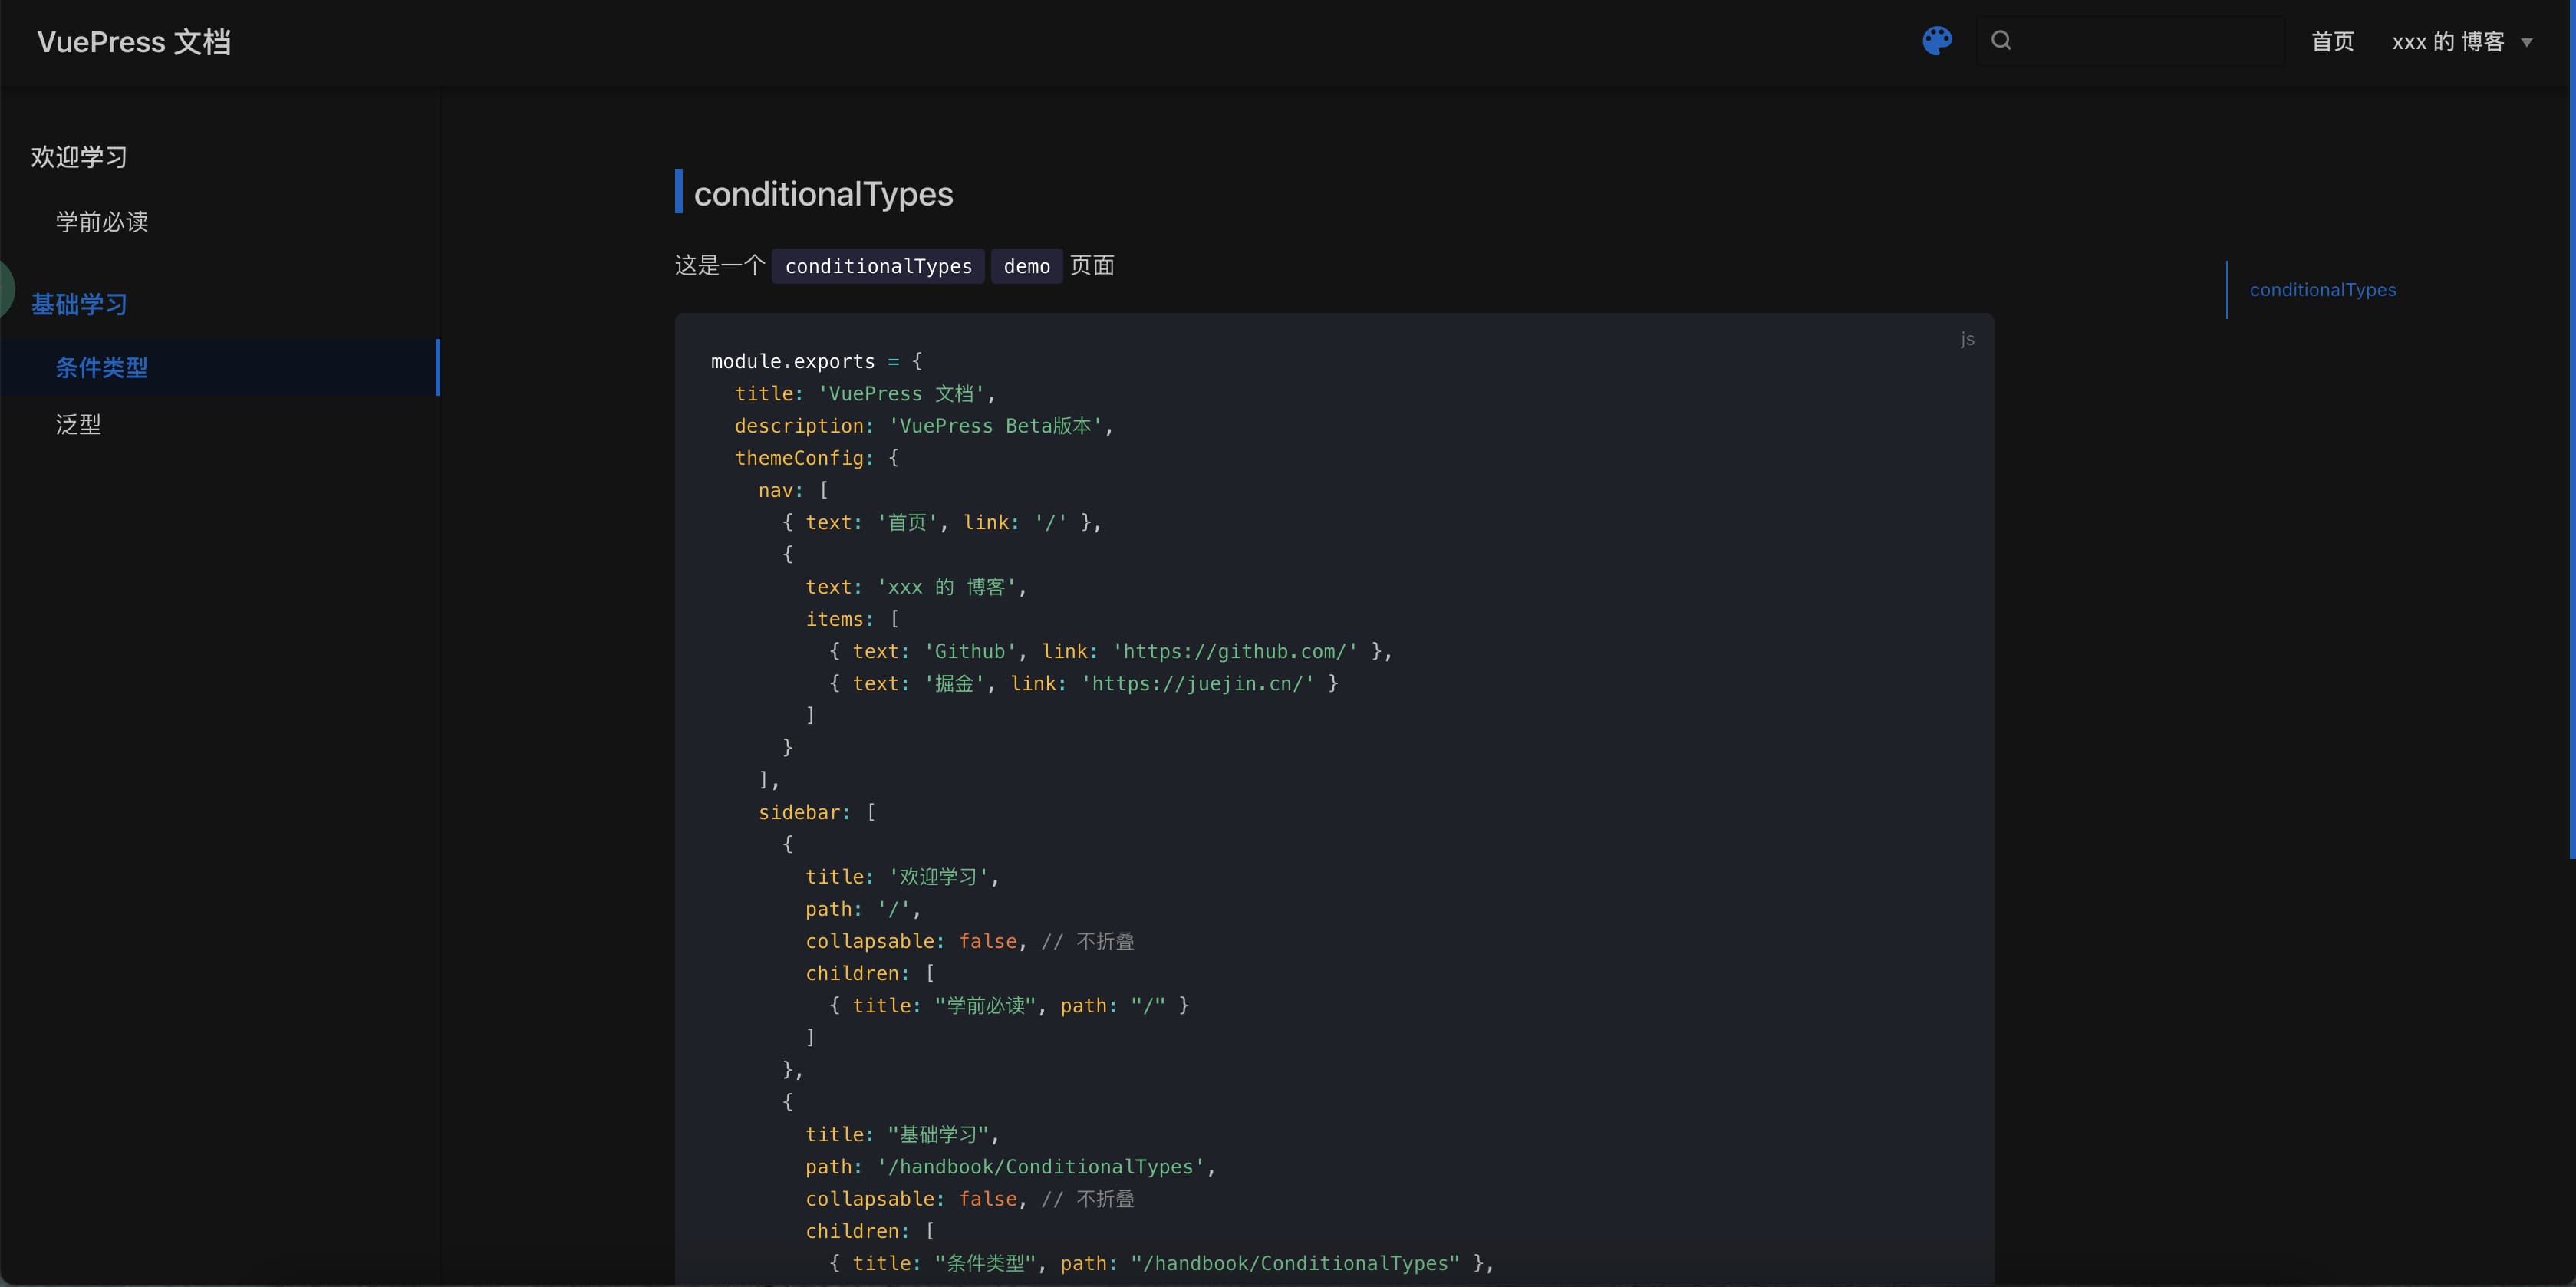 VuePress 文档
首页
xxx 的 博客
欢迎学习
学前必读
基础学习
条件类型
泛型
conditionalTypes
这是一个 conditionalTypes demo 页面
js
module.exports = {
  title: 'VuePress 文档',
  description: 'VuePress Beta版本',
  themeConfig: {
    nav: [
      { text: '首页', link: '/' },
      {
        text: 'xxx 的 博客',
        items: [
          { text: 'Github', link: 'https://github.com/' },
          { text: '掘金', link: 'https://juejin.cn/' }
        ]
      }
    ],
    sidebar: [
      {
        title: '欢迎学习',
        path: '/',
        collapsable: false, // 不折叠
        children: [
          { title: "学前必读", path: "/" }
        ]
      },
      {
        title: "基础学习",
        path: '/handbook/ConditionalTypes',
        collapsable: false, // 不折叠
        children: [
          { title: "条件类型", path: "/handbook/ConditionalTypes" },
conditionalTypes